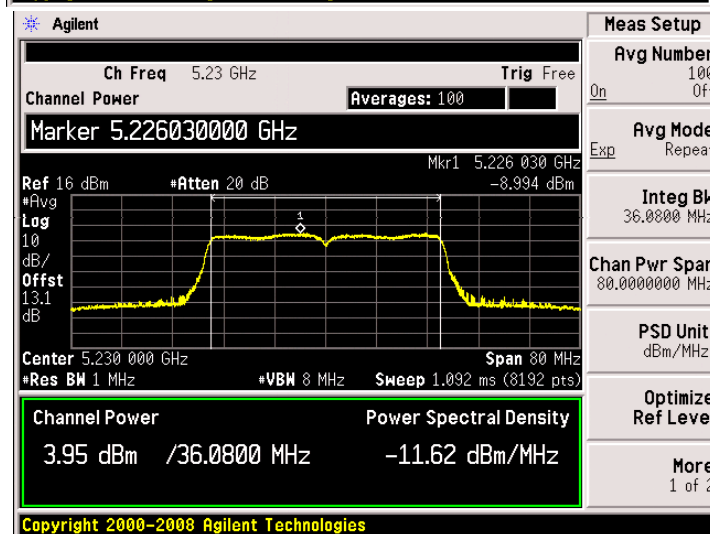 Agilent
Meas Setup
Ch Freq 5.23 GHz Trig Free
Channel Power Averages: 100
Marker 5.226030000 GHz
Mkr1 5.226 030 GHz
Ref 16 dBm #Atten 20 dB -8.994 dBm
#Avg
Log
10
dB/
Offst
13.1
dB
1
Center 5.230 000 GHz Span 80 MHz
#Res BW 1 MHz #VBW 8 MHz Sweep 1.092 ms (8192 pts)
Channel Power Power Spectral Density
3.95 dBm /36.0800 MHz -11.62 dBm/MHz
Avg Number
100
On Of
Avg Mode
Exp Repea
Integ BW
36.0800 MHz
Chan Pwr Span
80.0000000 MHz
PSD Unit
dBm/MHz
Optimize
Ref Leve
More
1 of 2
Copyright 2000-2008 Agilent Technologies